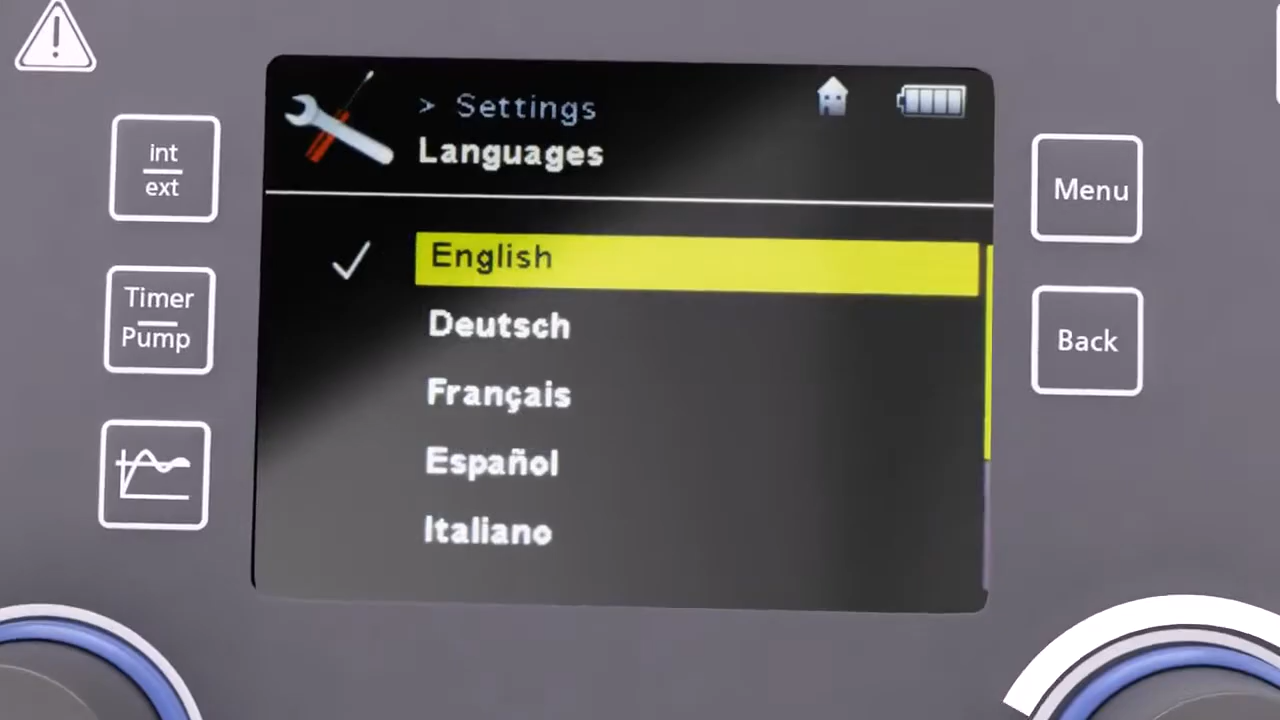 > Settings
Languages
int
ext
Timer
Pump
English
Deutsch
Français
Español
Italiano
Menu
Back